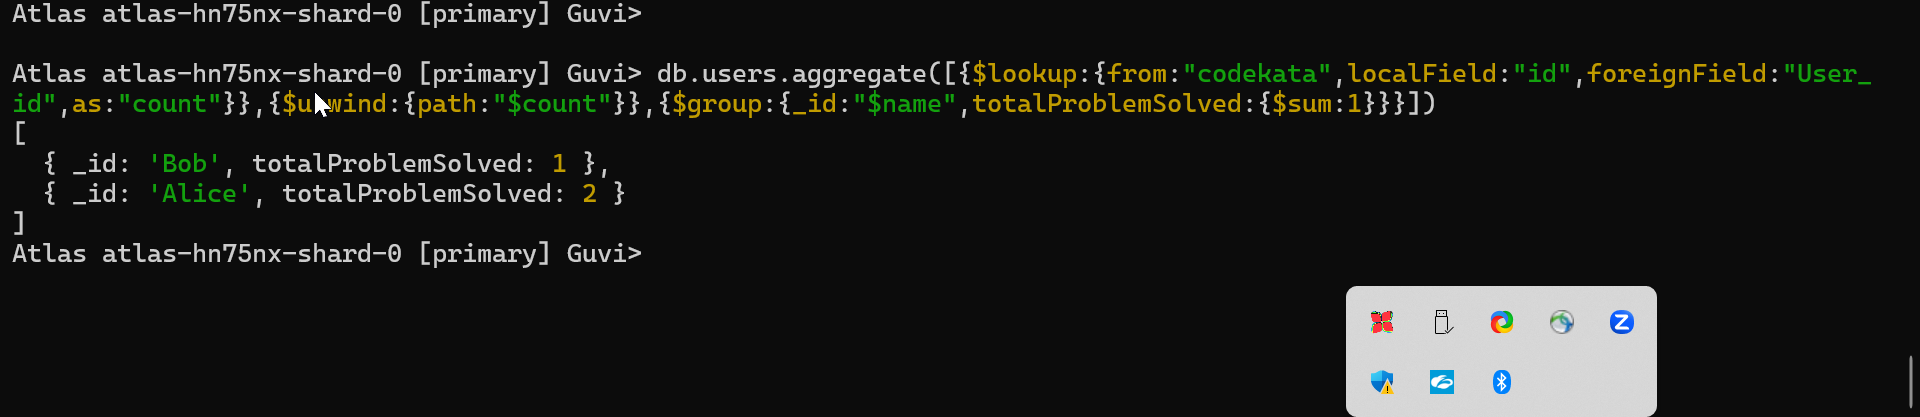 Atlas atlas-hn75nx-shard-0 [primary] Guvi>
Atlas atlas-hn75nx-shard-0 [primary] Guvi> db.users.aggregate([{$lookup:{from:"codekata",localField:"id",foreignField:"User_
id",as:"count"}},{$unwind:{path:"$count"}},{$group:{_id:"$name",totalProblemSolved:{$sum:1}}}])
[
  { _id: 'Bob', totalProblemSolved: 1 },
  { _id: 'Alice', totalProblemSolved: 2 }
]
Atlas atlas-hn75nx-shard-0 [primary] Guvi>
Z